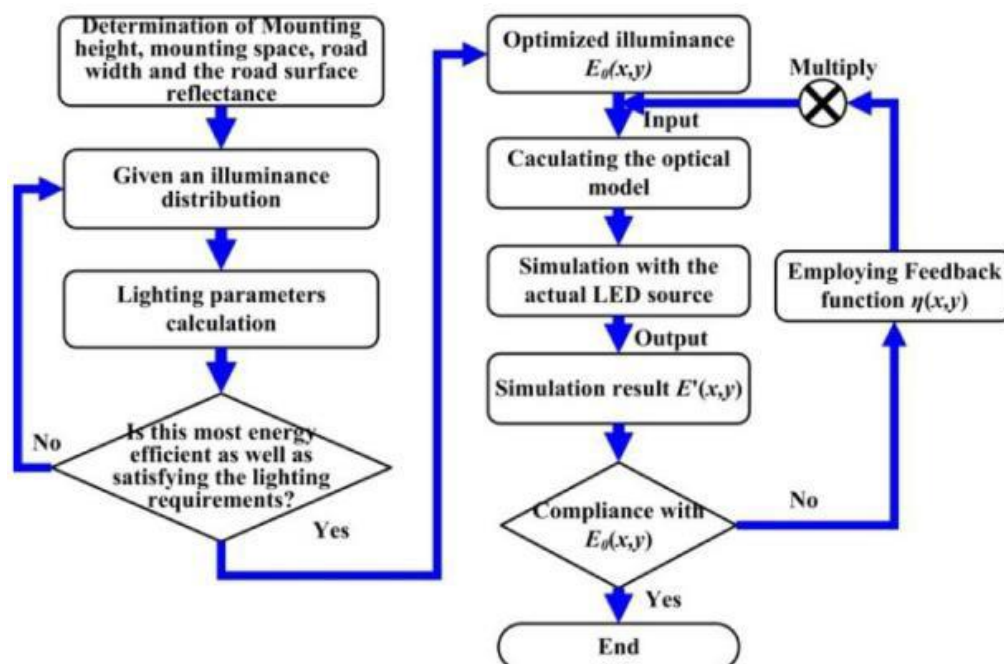 Determination of Mounting
height, mounting space, road
width and the road surface
reflectance
Given an illuminance
distribution
Lighting parameters
calculation
Is this most energy
efficient as well as
satisfying the lighting
requirements?
No
Yes
Optimized illuminance
E₀(x,y)
Multiply
Input
Caculating the optical
model
Simulation with the
actual LED source
Output
Simulation result E'(x,y)
Employing Feedback
function η(x,y)
Compliance with
E₀(x,y)
No
Yes
End